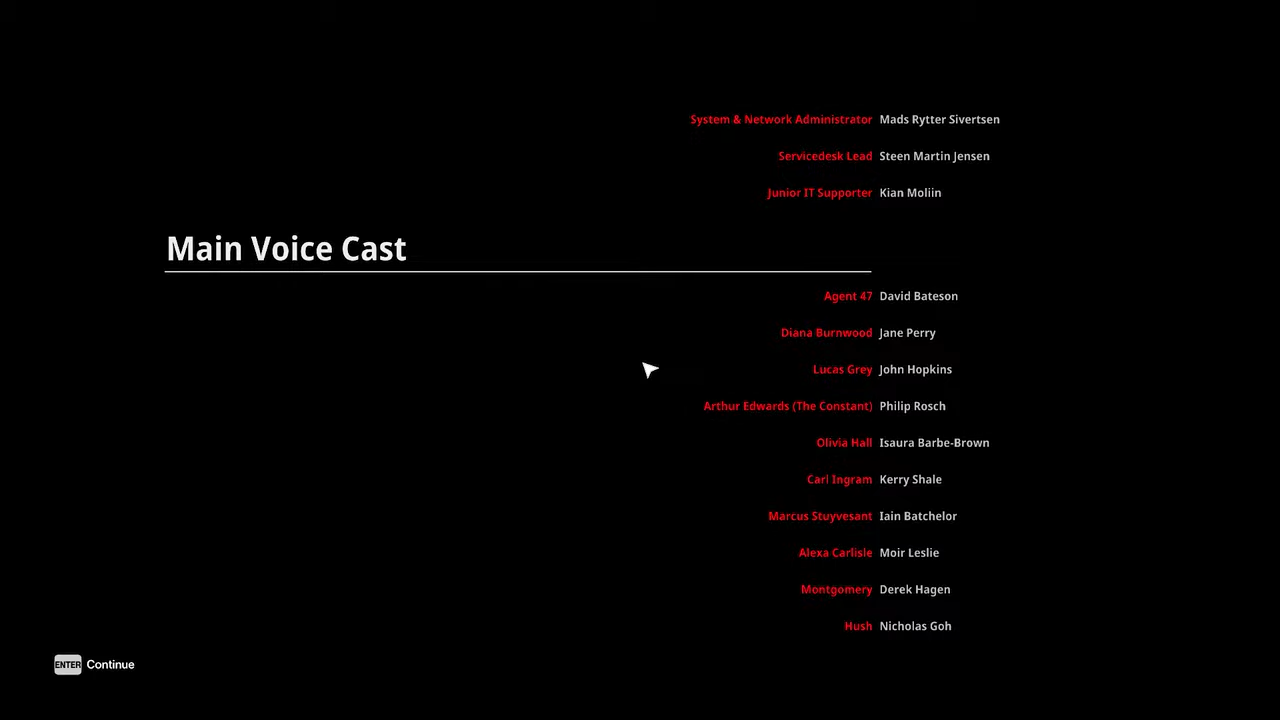 System & Network Administrator Mads Rytter Sivertsen
Servicedesk Lead Steen Martin Jensen
Junior IT Supporter Kian Moliin
Main Voice Cast
Agent 47 David Bateson
Diana Burnwood Jane Perry
Lucas Grey John Hopkins
Arthur Edwards (The Constant) Philip Rosch
Olivia Hall Isaura Barbe-Brown
Carl Ingram Kerry Shale
Marcus Stuyvesant Iain Batchelor
Alexa Carlisle Moir Leslie
Montgomery Derek Hagen
Hush Nicholas Goh
ENTER Continue